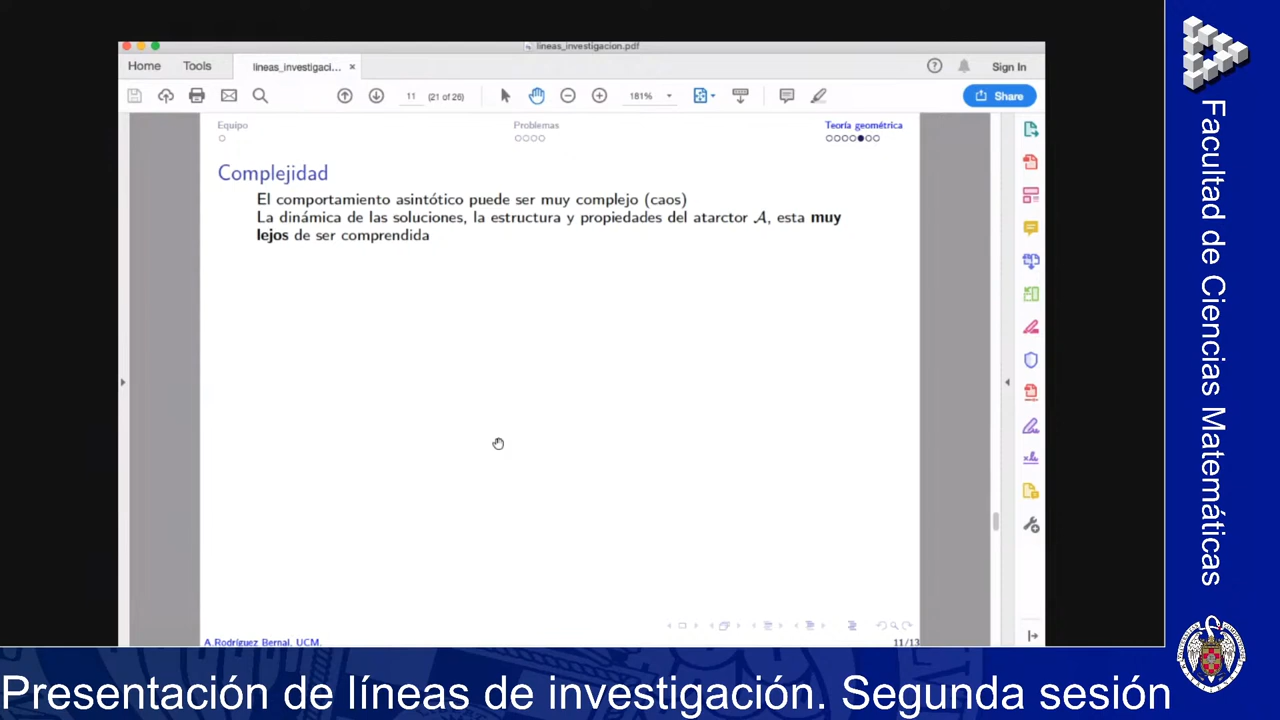 lineas_investigacion.pdf
Home Tools lineas_investigaci... × Sign In
11 (21 of 26) 181% Share
Equipo Problemas Teoría geométrica
Complejidad
El comportamiento asintótico puede ser muy complejo (caos)
La dinámica de las soluciones, la estructura y propiedades del atarctor A, esta muy
lejos de ser comprendida
A.Rodríguez Bernal, UCM. 11/13
Facultad de Ciencias Matemáticas
Presentación de líneas de investigación. Segunda sesión